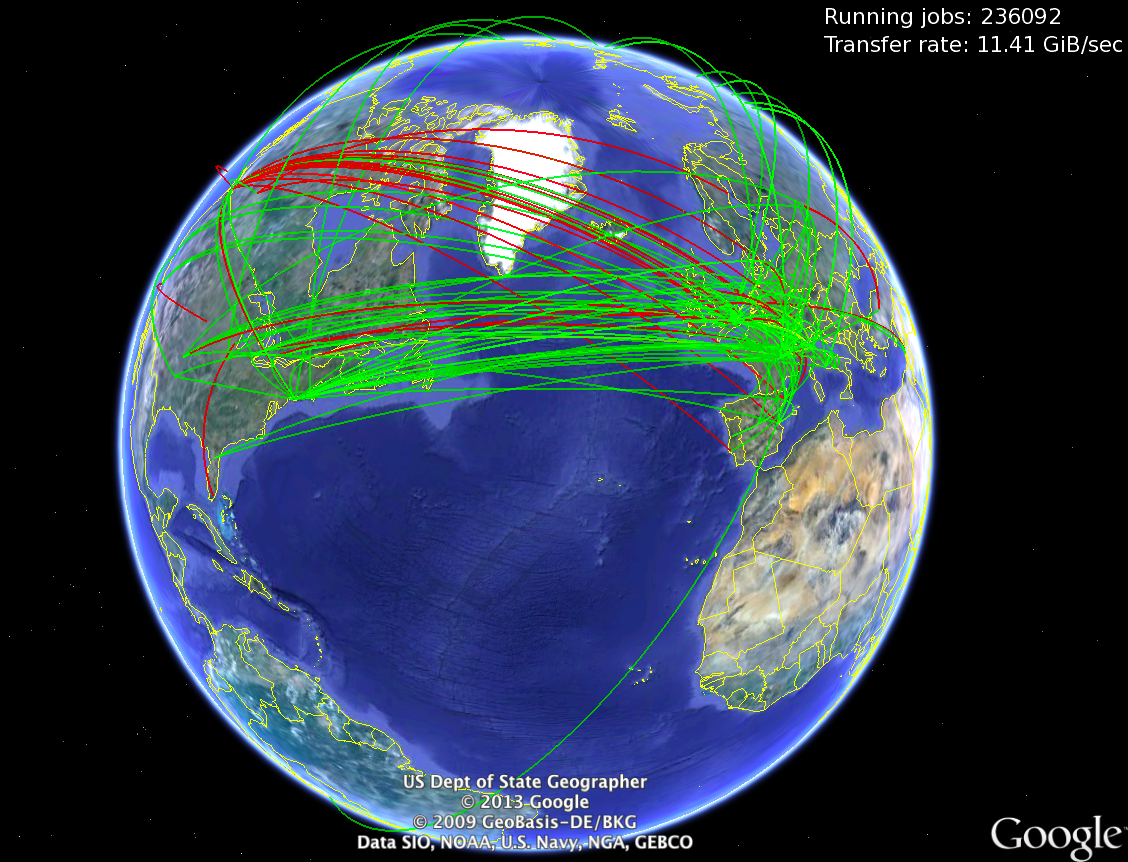 Running jobs: 236092
Transfer rate: 11.41 GiB/sec
US Dept of State Geographer
© 2013 Google
© 2009 GeoBasis-DE/BKG
Data SIO, NOAA, U.S. Navy, NGA, GEBCO
Google